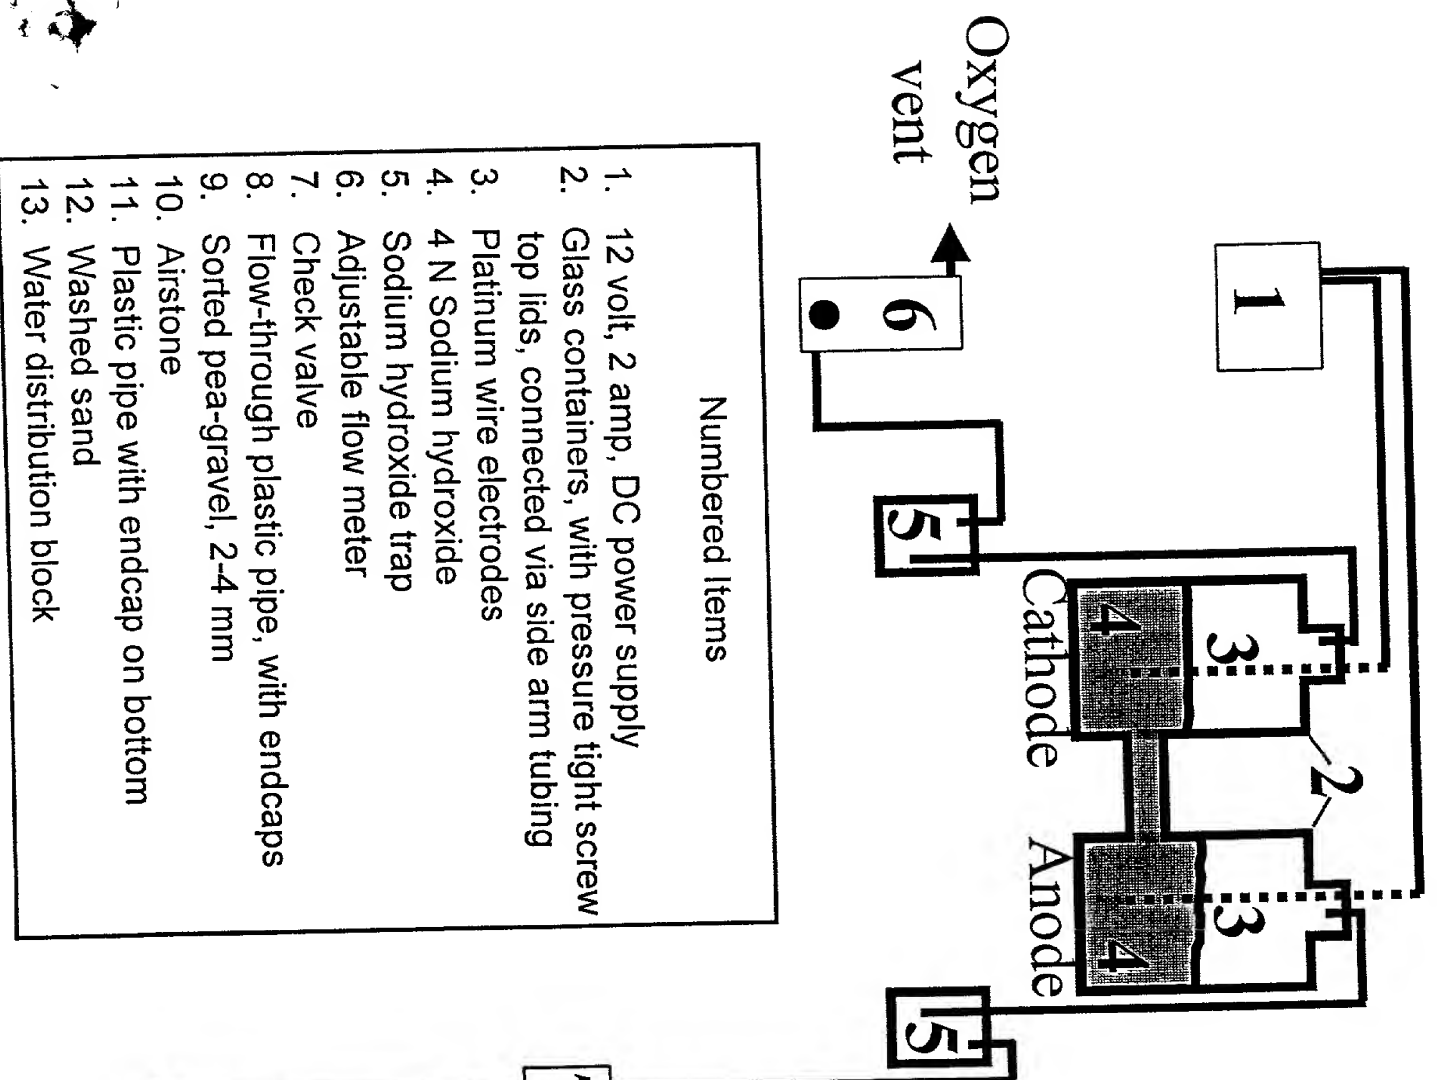 1
2
3
3
4
4
Cathode
Anode
5
5
6
Oxygen
vent
Numbered Items
1. 12 volt, 2 amp, DC power supply
2. Glass containers, with pressure tight screw
top lids, connected via side arm tubing
3. Platinum wire electrodes
4. 4 N Sodium hydroxide
5. Sodium hydroxide trap
6. Adjustable flow meter
7. Check valve
8. Flow-through plastic pipe, with endcaps
9. Sorted pea-gravel, 2-4 mm
10. Airstone
11. Plastic pipe with endcap on bottom
12. Washed sand
13. Water distribution block